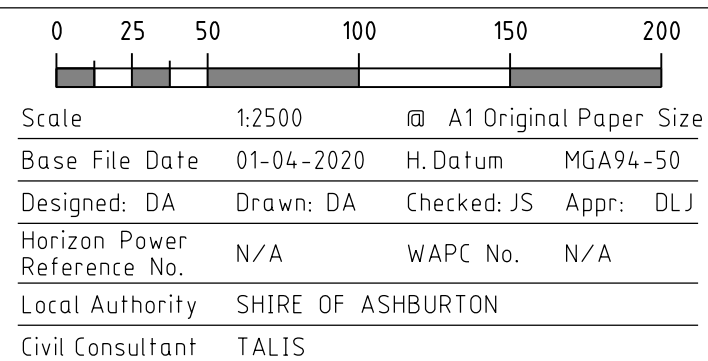 0 25 50 100 150 200
Scale 1:2500 @ A1 Original Paper Size
Base File Date 01-04-2020 H.Datum MGA94-50
Designed: DA Drawn: DA Checked: JS Appr: DLJ
Horizon Power
Reference No. N/A WAPC No. N/A
Local Authority SHIRE OF ASHBURTON
Civil Consultant TALIS